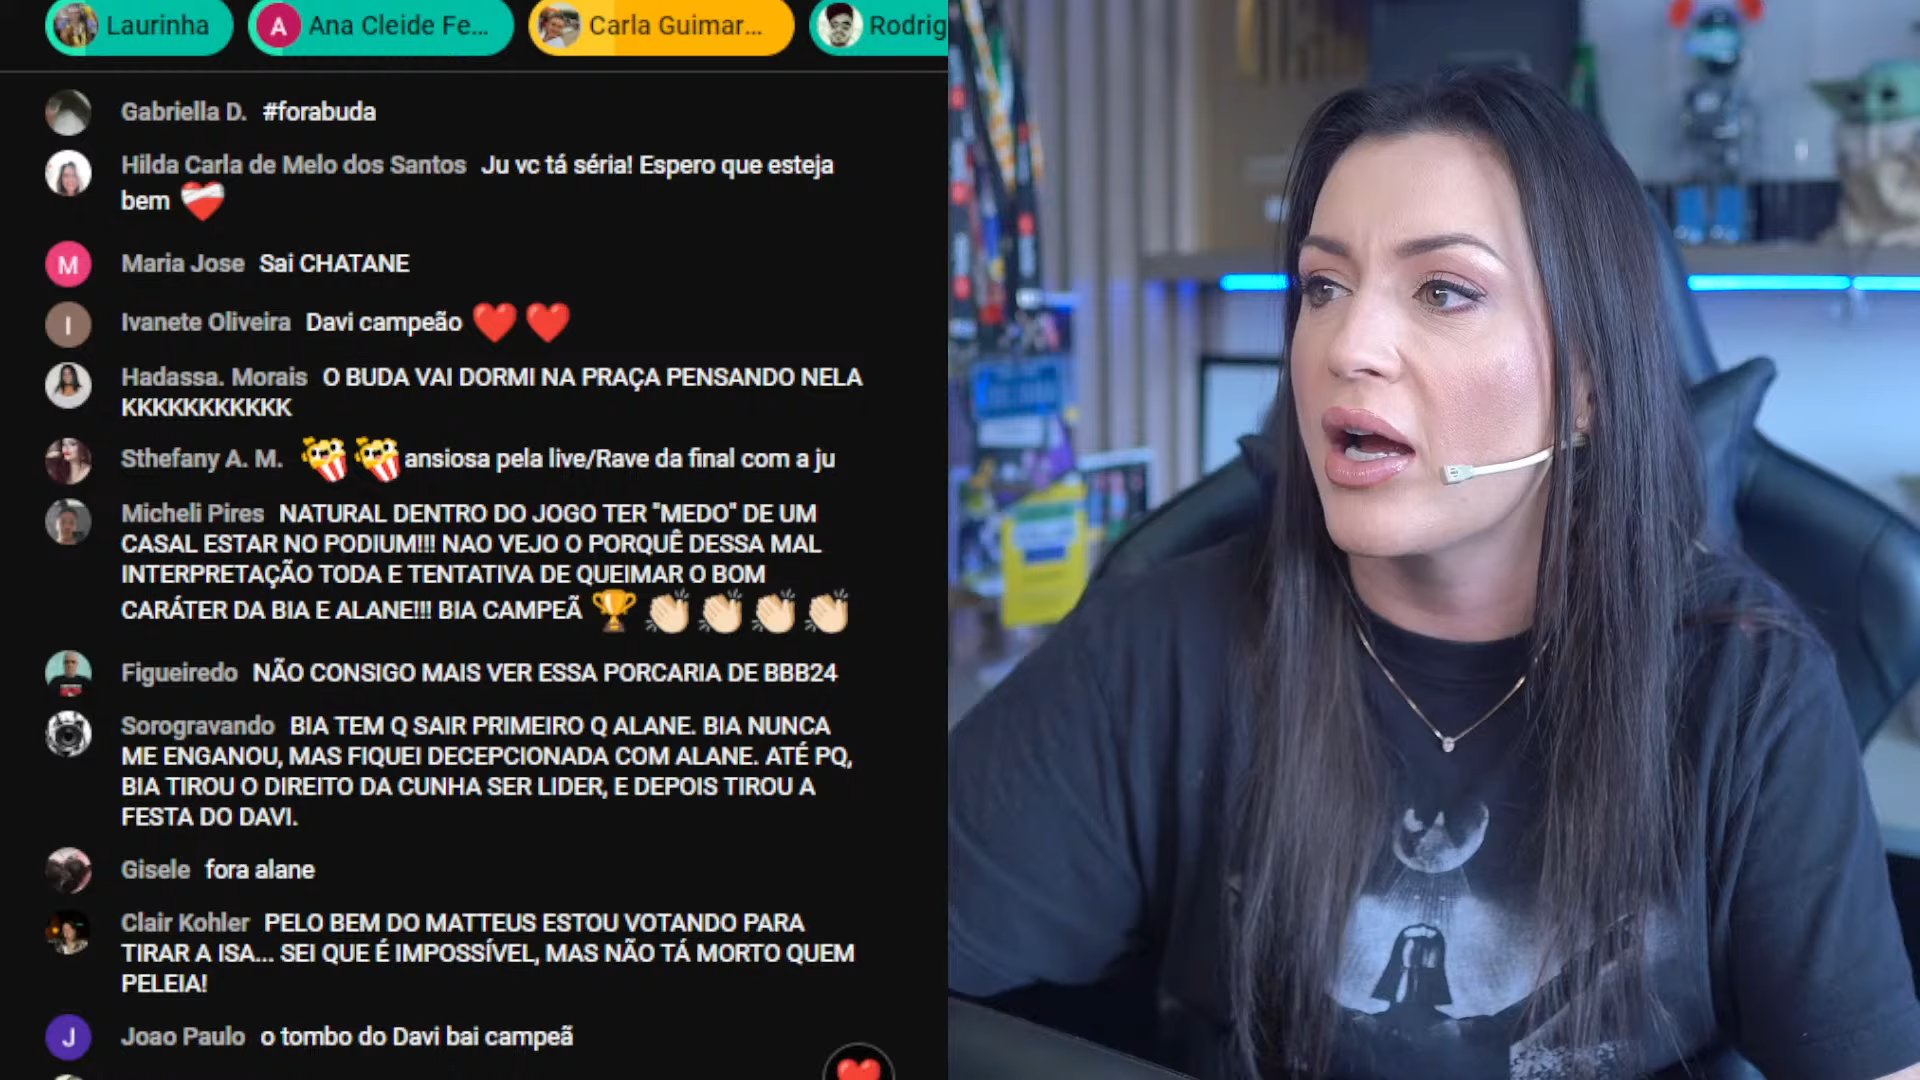 Laurinha
Ana Cleide Fe...
Carla Guimar...
Rodrig
Gabriella D. #forabuda
Hilda Carla de Melo dos Santos Ju vc tá séria! Espero que esteja
bem
Maria Jose Sai CHATANE
Ivanete Oliveira Davi campeão
Hadassa. Morais O BUDA VAI DORMI NA PRAÇA PENSANDO NELA
KKKKKKKKKKK
Sthefany A. M. ansiosa pela live/Rave da final com a ju
Micheli Pires NATURAL DENTRO DO JOGO TER "MEDO" DE UM
CASAL ESTAR NO PODIUM!!! NAO VEJO O PORQUÊ DESSA MAL
INTERPRETAÇÃO TODA E TENTATIVA DE QUEIMAR O BOM
CARÁTER DA BIA E ALANE!!! BIA CAMPEÃ
Figueiredo NÃO CONSIGO MAIS VER ESSA PORCARIA DE BBB24
Sorogravando BIA TEM Q SAIR PRIMEIRO Q ALANE. BIA NUNCA
ME ENGANOU, MAS FIQUEI DECEPCIONADA COM ALANE. ATÉ PQ,
BIA TIROU O DIREITO DA CUNHA SER LIDER, E DEPOIS TIROU A
FESTA DO DAVI.
Gisele fora alane
Clair Kohler PELO BEM DO MATTEUS ESTOU VOTANDO PARA
TIRAR A ISA... SEI QUE É IMPOSSÍVEL, MAS NÃO TÁ MORTO QUEM
PELEIA!
Joao Paulo o tombo do Davi bai campeã
A
M
I
J